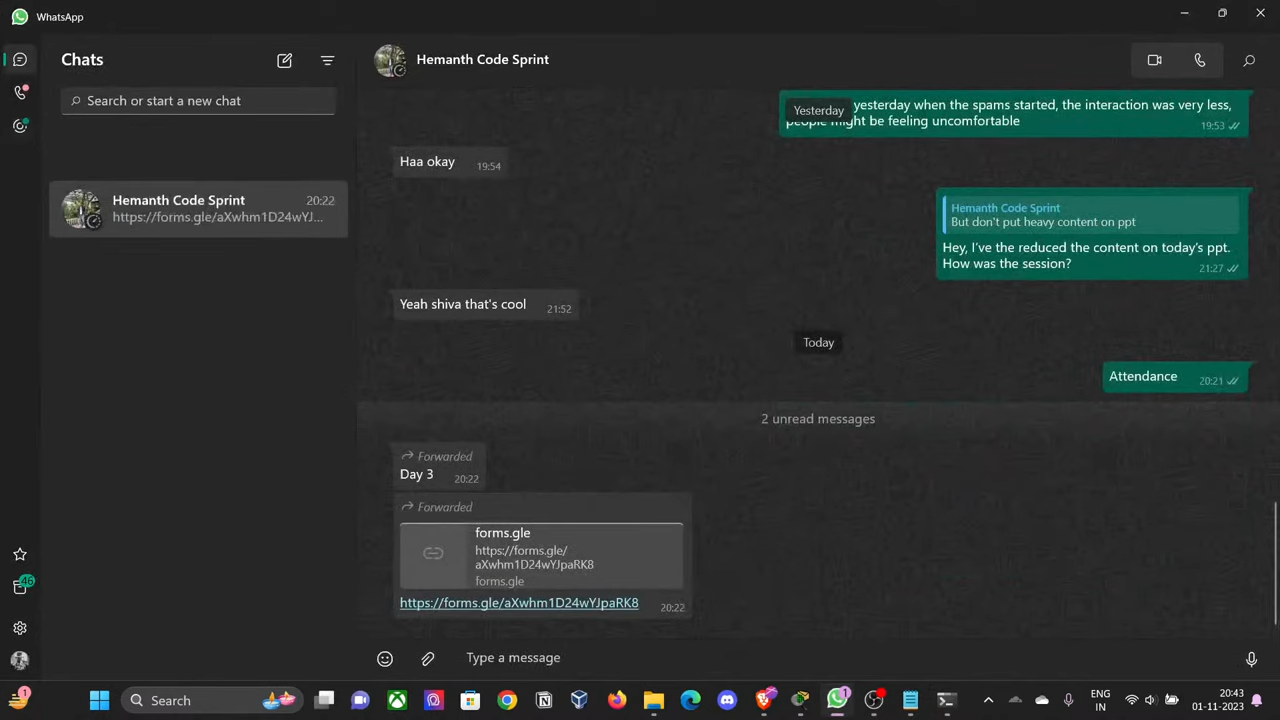 WhatsApp
Chats
Search or start a new chat
Hemanth Code Sprint
20:22
https://forms.gle/aXwhm1D24wYJ...
Hemanth Code Sprint
Yesterday
yesterday when the spams started, the interaction was very less,
people might be feeling uncomfortable
19:53
Haa okay
19:54
Hemanth Code Sprint
But don't put heavy content on ppt
Hey, I've the reduced the content on today's ppt.
How was the session?
21:27
Yeah shiva that's cool
21:52
Today
Attendance
20:21
2 unread messages
Forwarded
Day 3
20:22
Forwarded
forms.gle
https://forms.gle/
aXwhm1D24wYJpaRK8
forms.gle
https://forms.gle/aXwhm1D24wYJpaRK8
20:22
46
Type a message
1
Search
1
ENG
IN
20:43
01-11-2023